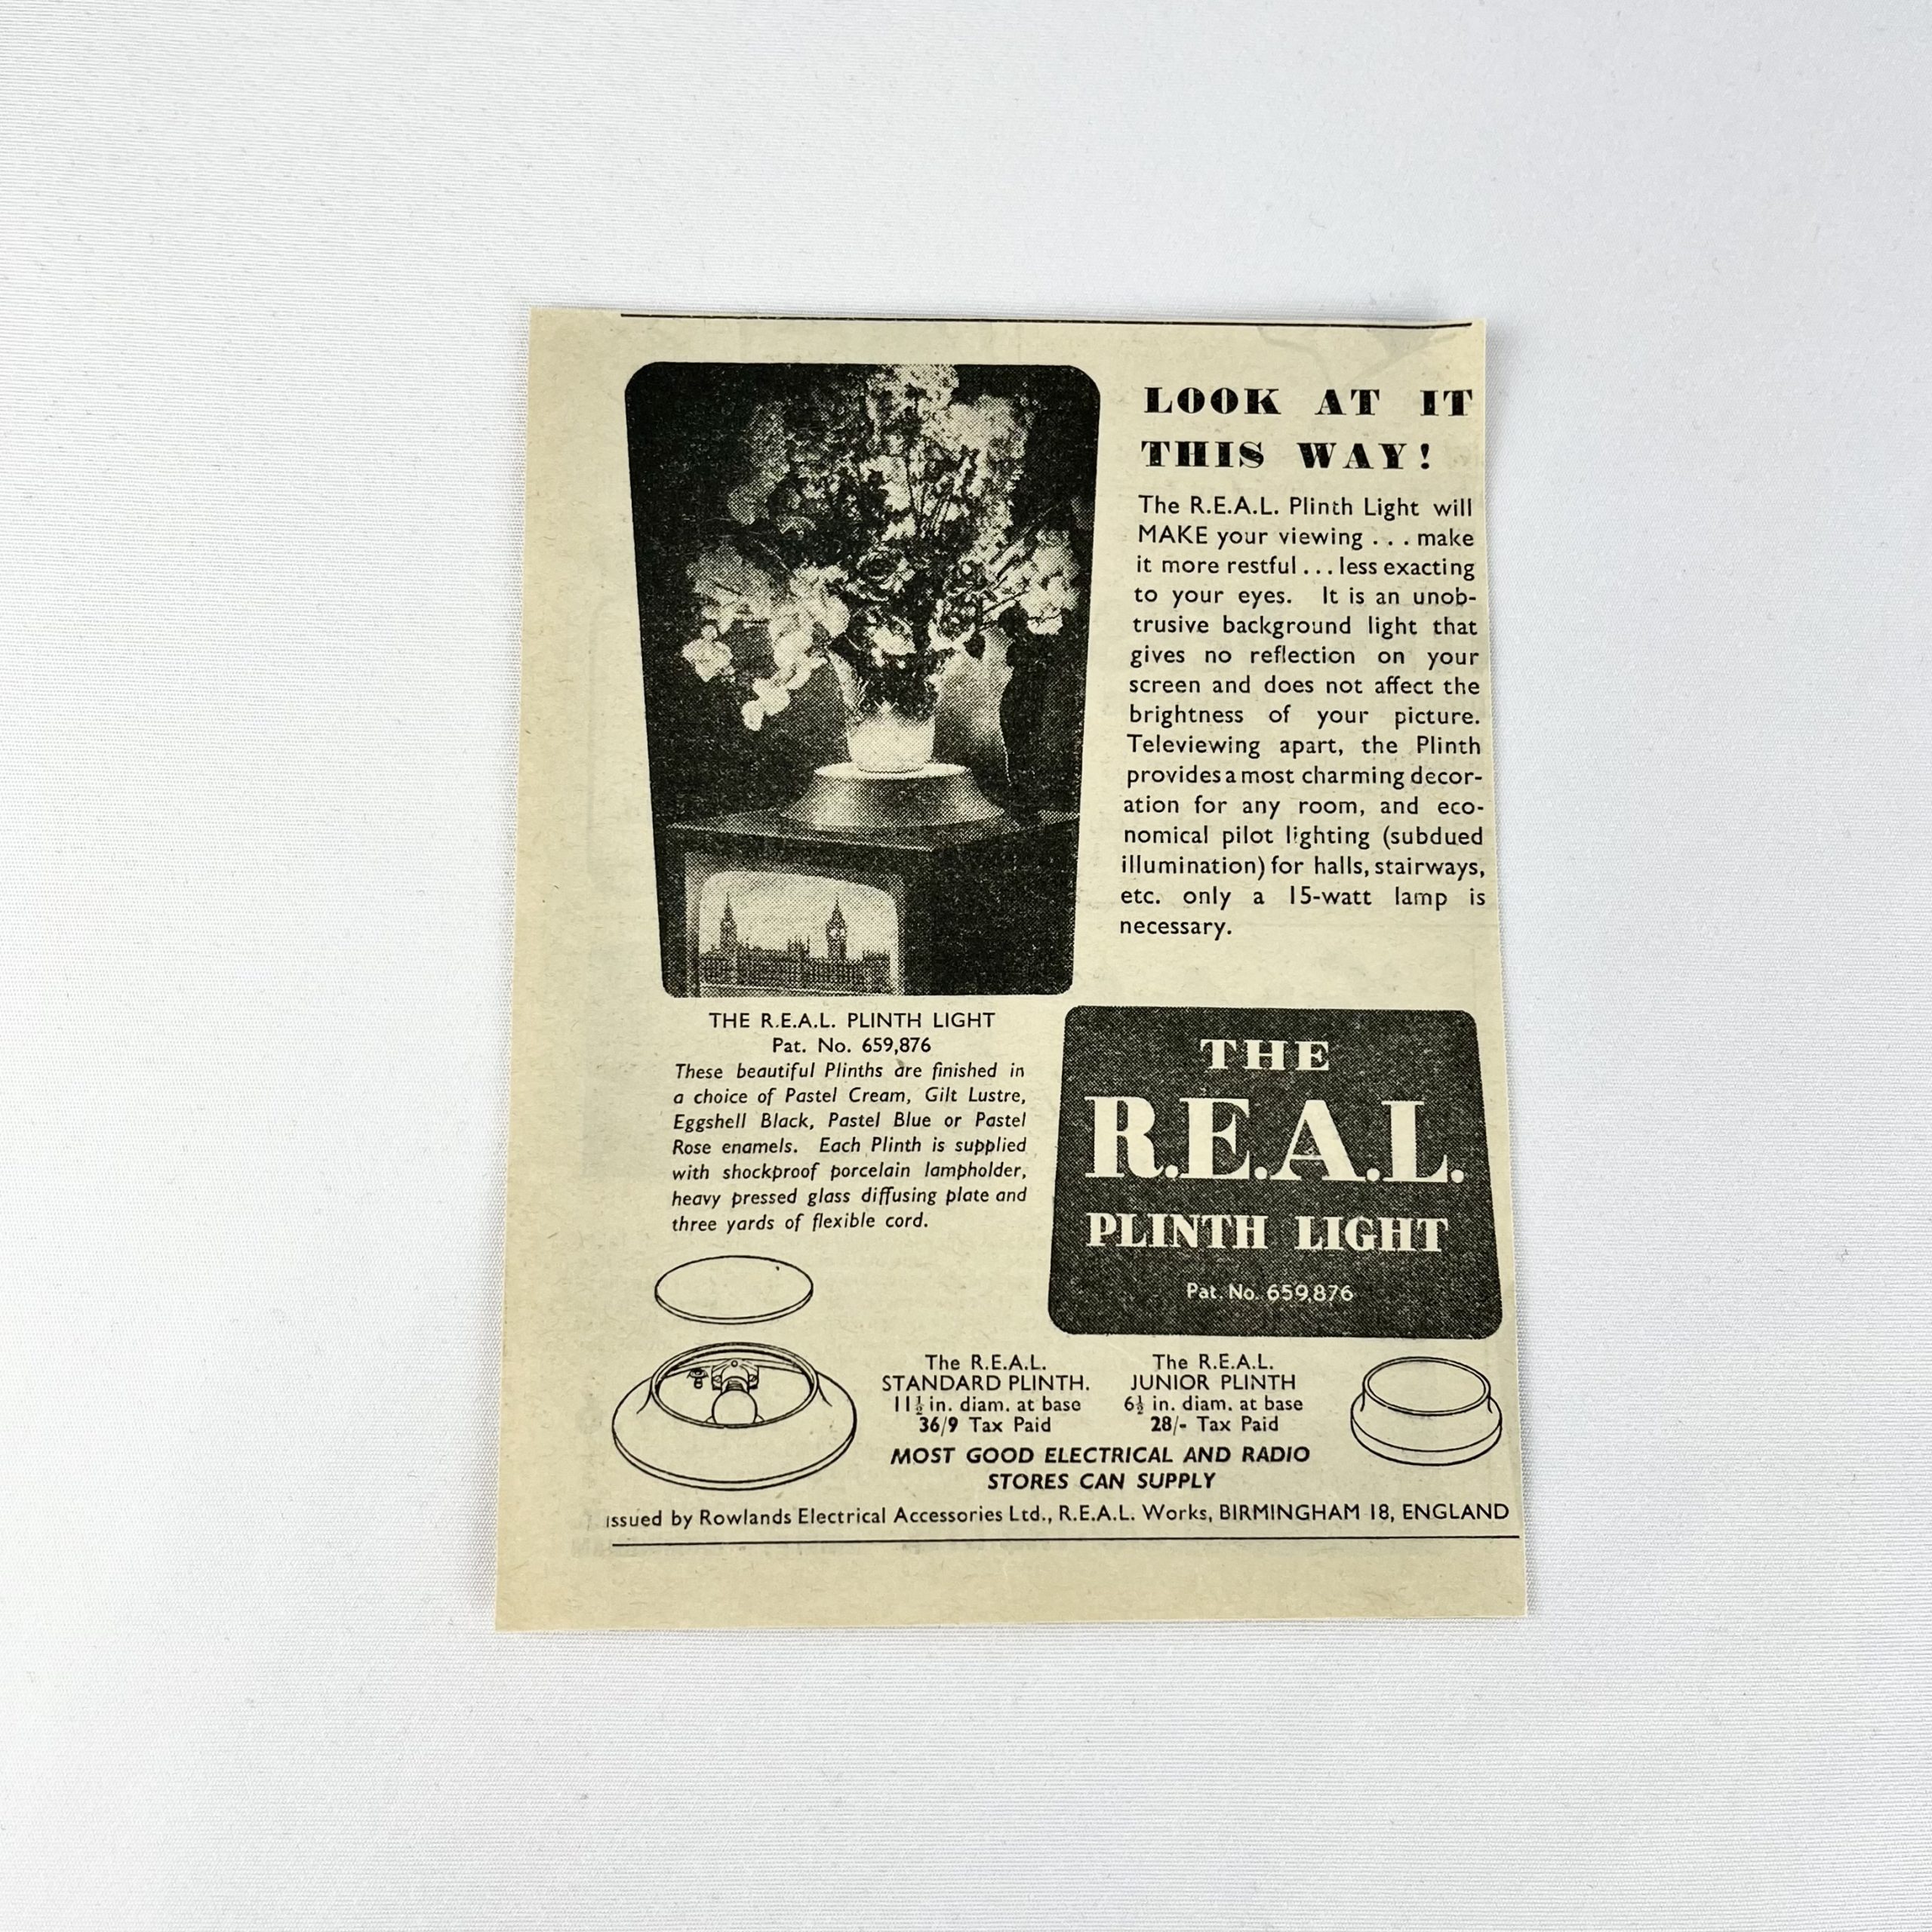 LOOK AT IT
THIS WAY!
The R.E.A.L. Plinth Light will
MAKE your viewing . . . make
it more restful . . . less exacting
to your eyes. It is an unob-
trusive background light that
gives no reflection on your
screen and does not affect the
brightness of your picture.
Televiewing apart, the Plinth
provides a most charming decor-
ation for any room, and eco-
nomical pilot lighting (subdued
illumination) for halls, stairways,
etc. only a 15-watt lamp is
necessary.
THE R.E.A.L. PLINTH LIGHT
Pat. No. 659,876
These beautiful Plinths are finished in
a choice of Pastel Cream, Gilt Lustre,
Eggshell Black, Pastel Blue or Pastel
Rose enamels. Each Plinth is supplied
with shockproof porcelain lampholder,
heavy pressed glass diffusing plate and
three yards of flexible cord.
THE
R.E.A.L.
PLINTH LIGHT
Pat. No. 659,876
The R.E.A.L.
STANDARD PLINTH.
11½ in. diam. at base
36/9 Tax Paid
The R.E.A.L.
JUNIOR PLINTH
6½ in. diam. at base
28/- Tax Paid
MOST GOOD ELECTRICAL AND RADIO
STORES CAN SUPPLY
Issued by Rowlands Electrical Accessories Ltd., R.E.A.L. Works, BIRMINGHAM 18, ENGLAND